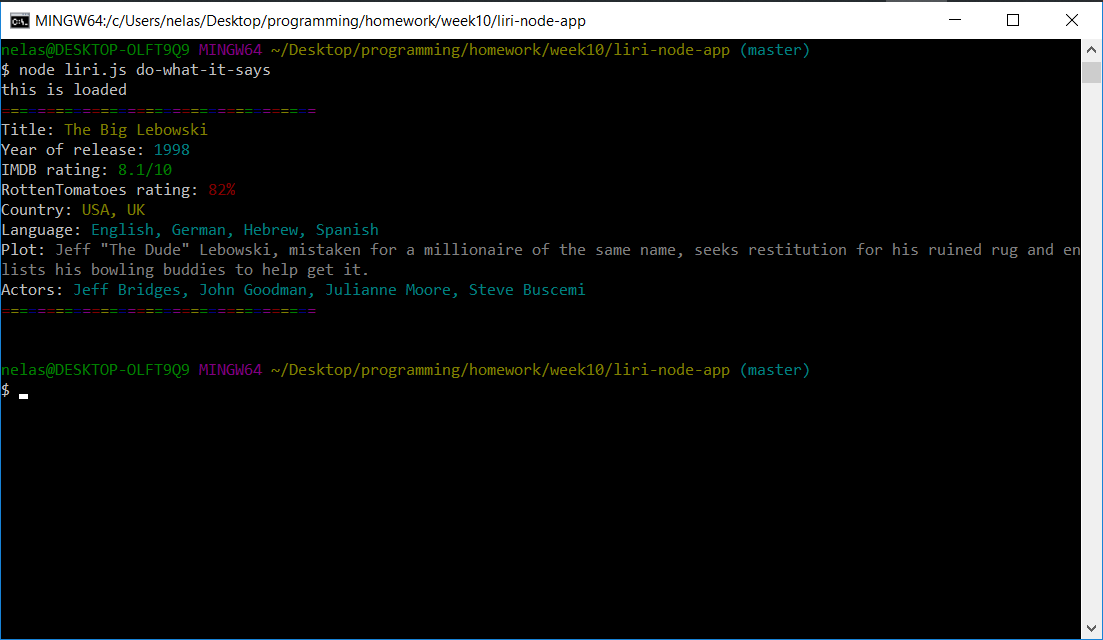 MINGW64:/c/Users/nelas/Desktop/programming/homework/week10/liri-node-app
nelas@DESKTOP-OLFT9Q9 MINGW64 ~/Desktop/programming/homework/week10/liri-node-app (master)
$ node liri.js do-what-it-says
this is loaded
===================================
Title: The Big Lebowski
Year of release: 1998
IMDB rating: 8.1/10
RottenTomatoes rating: 82%
Country: USA, UK
Language: English, German, Hebrew, Spanish
Plot: Jeff "The Dude" Lebowski, mistaken for a millionaire of the same name, seeks restitution for his ruined rug and en
lists his bowling buddies to help get it.
Actors: Jeff Bridges, John Goodman, Julianne Moore, Steve Buscemi
===================================
nelas@DESKTOP-OLFT9Q9 MINGW64 ~/Desktop/programming/homework/week10/liri-node-app (master)
$